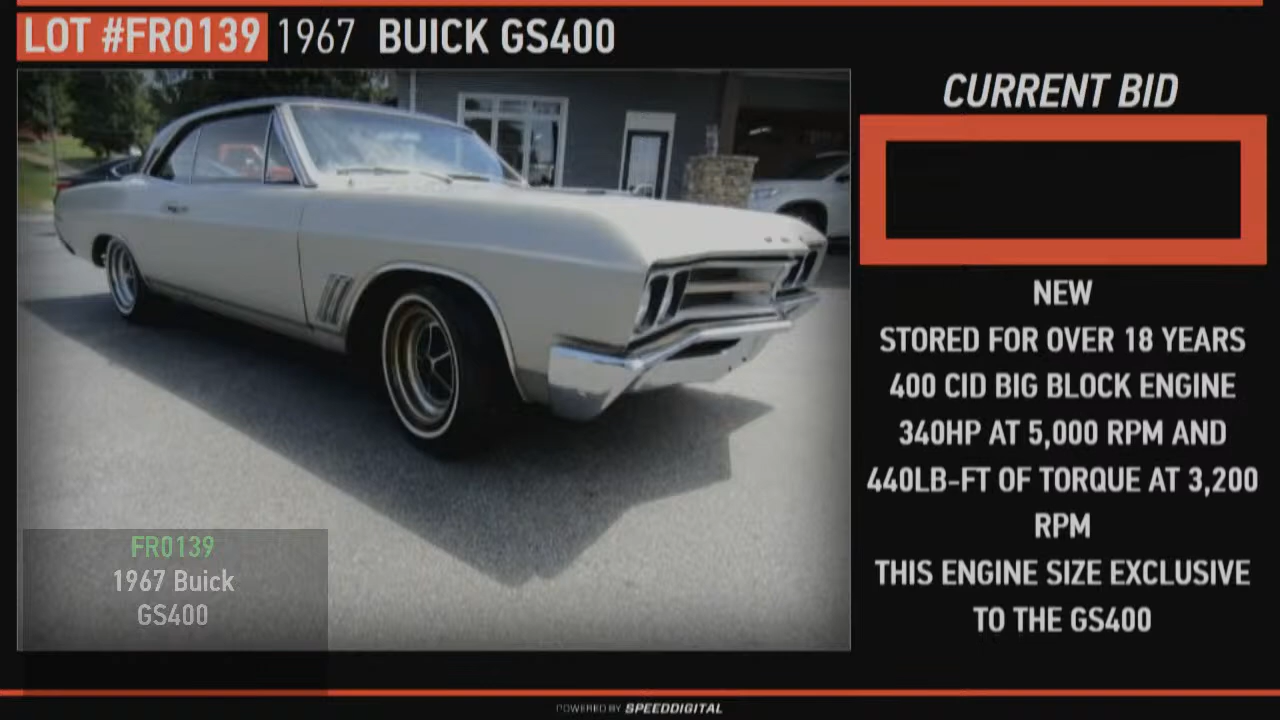 LOT #FR0139 1967 BUICK GS400
CURRENT BID
NEW
STORED FOR OVER 18 YEARS
400 CID BIG BLOCK ENGINE
340HP AT 5,000 RPM AND
440LB-FT OF TORQUE AT 3,200
RPM
THIS ENGINE SIZE EXCLUSIVE
TO THE GS400
FR0139
1967 Buick
GS400
POWERED BY SPEEDDIGITAL